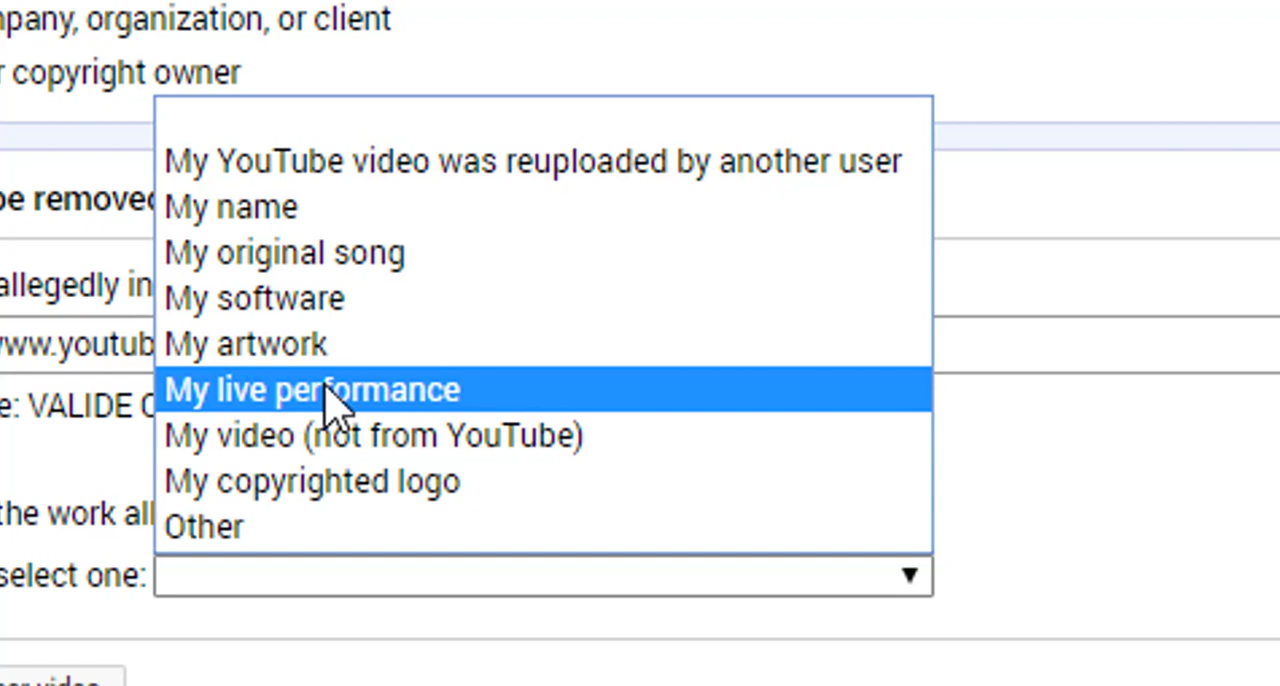 mpany, organization, or client
r copyright owner
My YouTube video was reuploaded by another user
be removed
My name
My original song
allegedly in
My software
www.youtub
My artwork
My live performance
e: VALIDE
My video (not from YouTube)
My copyrighted logo
the work all
Other
select one: